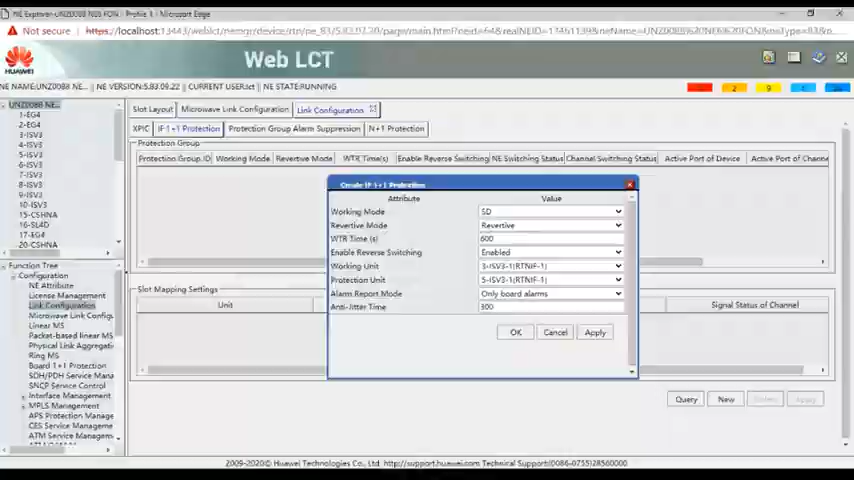 NE Explorer-UNZ0088 NE FON - Profile 1 - Microsoft Edge
Not secure
HUAWEI
Web LCT
NE NAME:UNZ0088 NE... NE VERSION:5.83.09.22 CURRENT USER:lct NE STATE:RUNNING
UNZ0088 NE...
1-EG4
2-EG4
3-ISV3
4-ISV3
5-ISV3
6-ISV3
7-ISV3
8-ISV3
9-ISV3
10-ISV3
15-CSHNA
16-SL4D
17-EG4
20-CSHNA
Function Tree
Configuration
NE Attribute
License Management
Link Configuration
Microwave Link Config.
Linear MS
Packet-based linear MS
Physical Link Aggregati
Ring MS
Board 1+1 Protection
SDH/PDH Service Mana
SNCP Service Control
Interface Management
MPLS Management
APS Protection Manage
CES Service Manageme
ATM Service Managem
Slot Layout Microwave Link Configuration Link Configuration
XPIC IF 1+1 Protection Protection Group Alarm Suppression N+1 Protection
Protection Group
Protection Group ID Working Mode Revertive Mode WTR Time(s) Enable Reverse Switching NE Switching Status Channel Switching Status Active Port of Device Active Port of Channe
Create IF 1+1 Protection
Attribute Value
Working Mode SD
Revertive Mode Revertive
WTR Time (s) 600
Enable Reverse Switching Enabled
Working Unit 3-ISV3-1(RTNIF-1)
Protection Unit 5-ISV3-1(RTNIF-1)
Alarm Report Mode Only board alarms
Anti-Jitter Time 300
OK Cancel Apply
Slot Mapping Settings
Unit Signal Status of Channel
Query New Delete Apply
2009-2020© Huawei Technologies Co., Ltd http://support.huawei.com Technical Support:(0086-0755)28560000